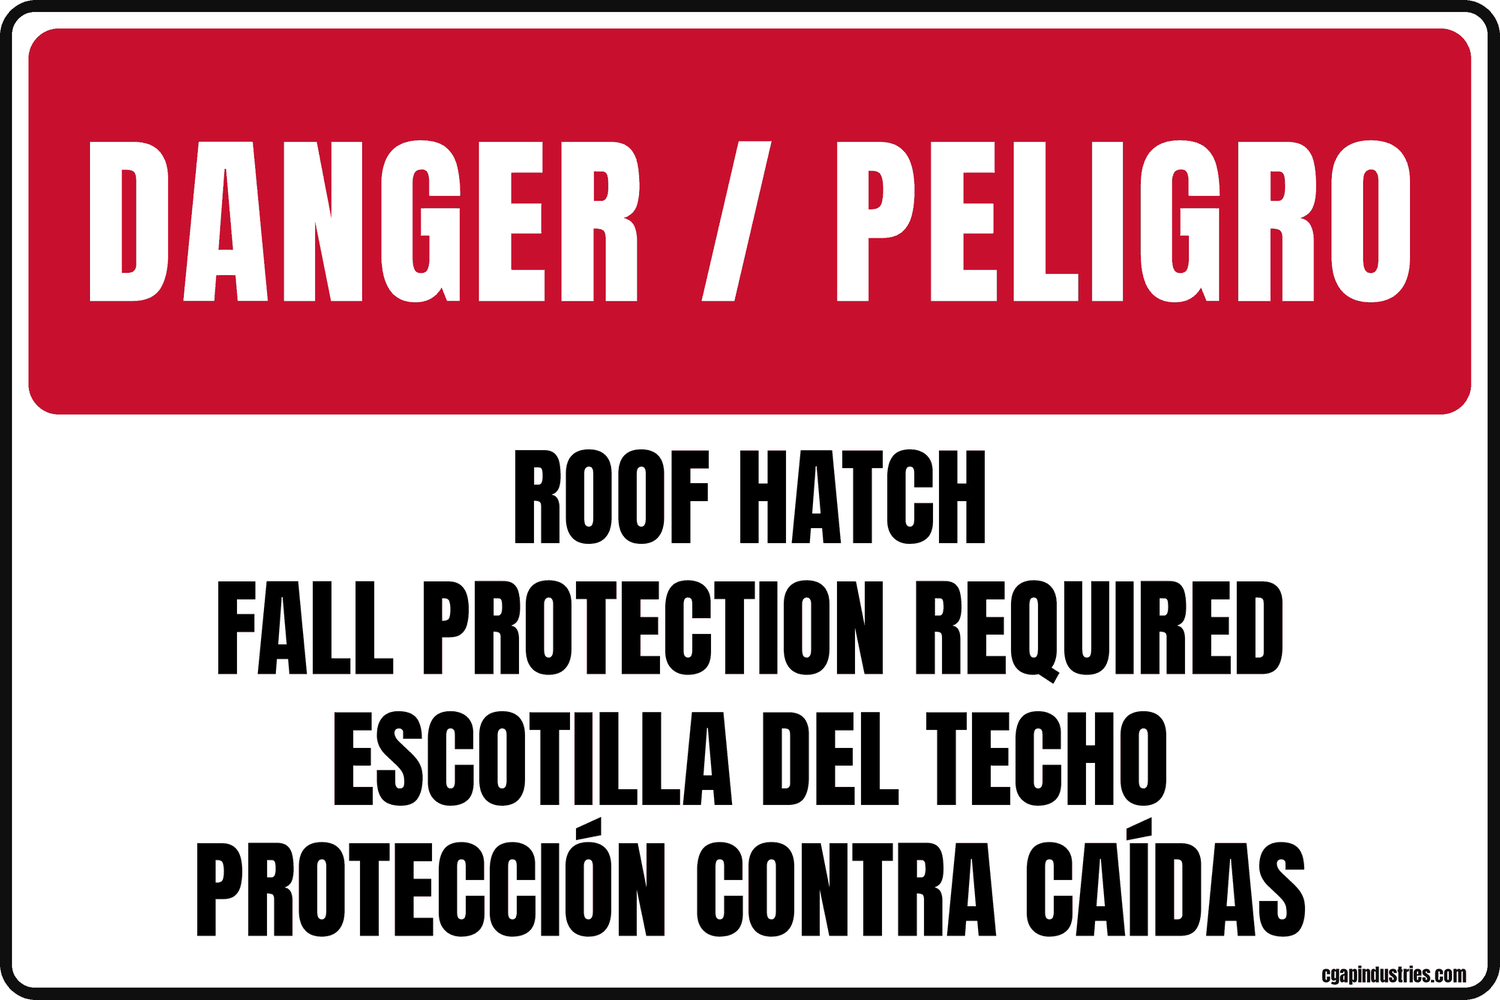 DANGER / PELIGRO
ROOF HATCH
FALL PROTECTION REQUIRED
ESCOTILLA DEL TECHO
PROTECCIÓN CONTRA CAÍDAS
cgapindustries.com